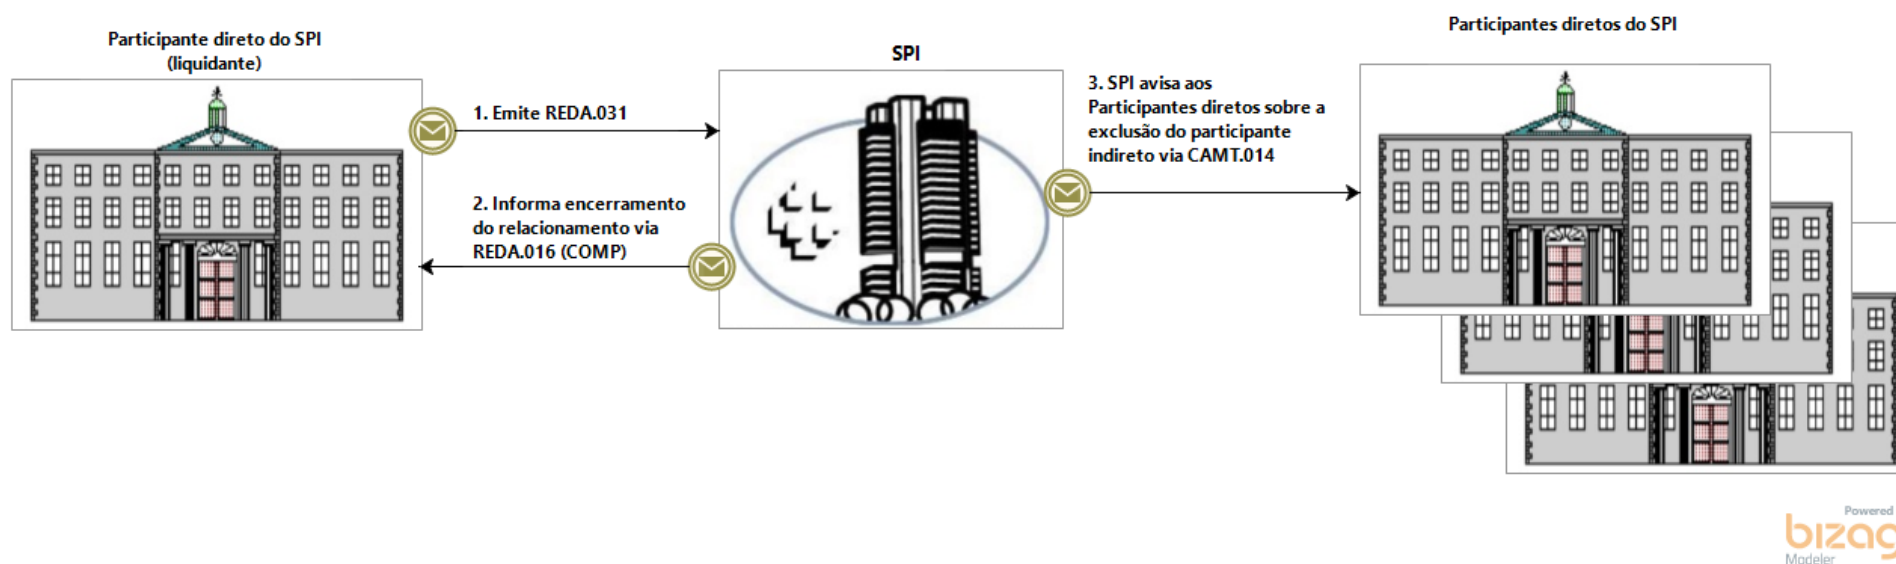 Participante direto do SPI
(liquidante)
1. Emite REDA.031
2. Informa encerramento
do relacionamento via
REDA.016 (COMP)
SPI
3. SPI avisa aos
Participantes diretos sobre a
exclusão do participante
indireto via CAMT.014
Participantes diretos do SPI
Powered
bizag
Modeler